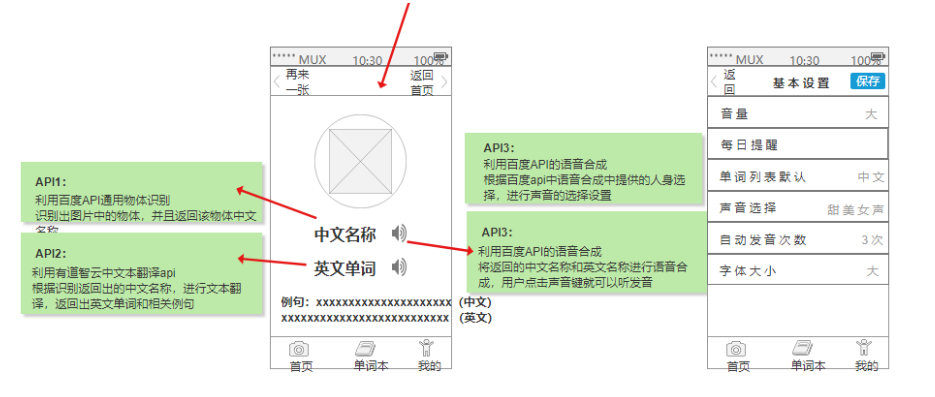 ***** MUX 10:30 100%
再来一张
返回首页
API1：
利用百度API通用物体识别
识别出图片中的物体，并且返回该物体中文
名称
API2：
利用有道智云中文本翻译api
根据识别返回出的中文名称，进行文本翻
译，返回出英文单词和相关例句
中文名称
英文单词
例句：xxxxxxxxxxxxxxxxxxxxx (中文)
xxxxxxxxxxxxxxxxxxxxxxxxxx (英文)
首页 单词本 我的
API3：
利用百度API的语音合成
根据百度api中语音合成中提供的人身选
择，进行声音的选择设置
API3：
利用百度API的语音合成
将返回的中文名称和英文名称进行语音合
成，用户点击声音键就可以听发音
***** MUX 10:30 100%
返回 基本设置 保存
音量 大
每日提醒
单词列表默认 中文
声音选择 甜美女声
自动发音次数 3次
字体大小 大
首页 单词本 我的